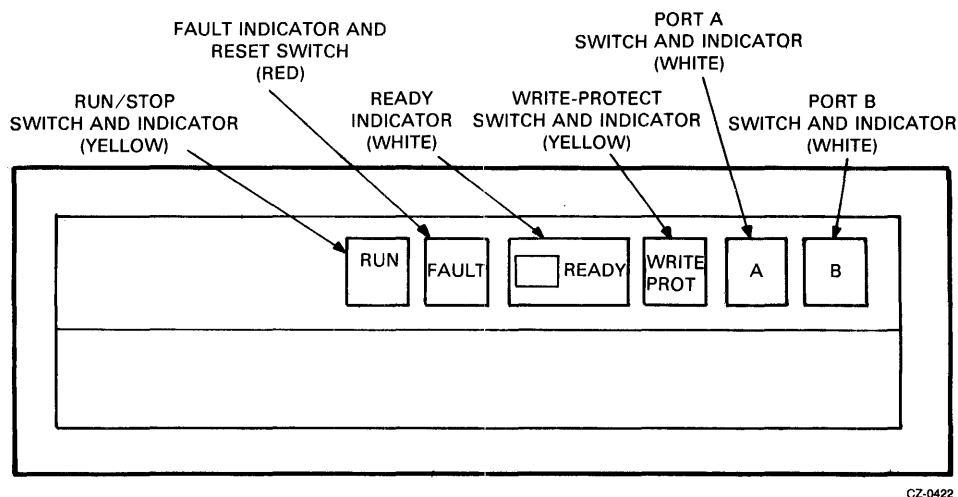 FAULT INDICATOR AND
RESET SWITCH
(RED)
PORT A
SWITCH AND INDICATOR
(WHITE)
RUN/STOP
SWITCH AND INDICATOR
(YELLOW)
READY
INDICATOR
(WHITE)
WRITE-PROTECT
SWITCH AND INDICATOR
(YELLOW)
PORT B
SWITCH AND INDICATOR
(WHITE)
RUN
FAULT
READY
WRITE
PROT
A
B
CZ-0422